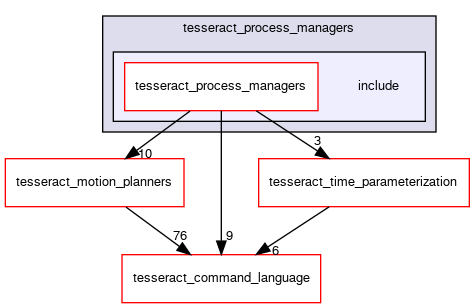 tesseract_process_managers
tesseract_process_managers
include
10
3
tesseract_motion_planners
tesseract_time_parameterization
76
9
6
tesseract_command_language